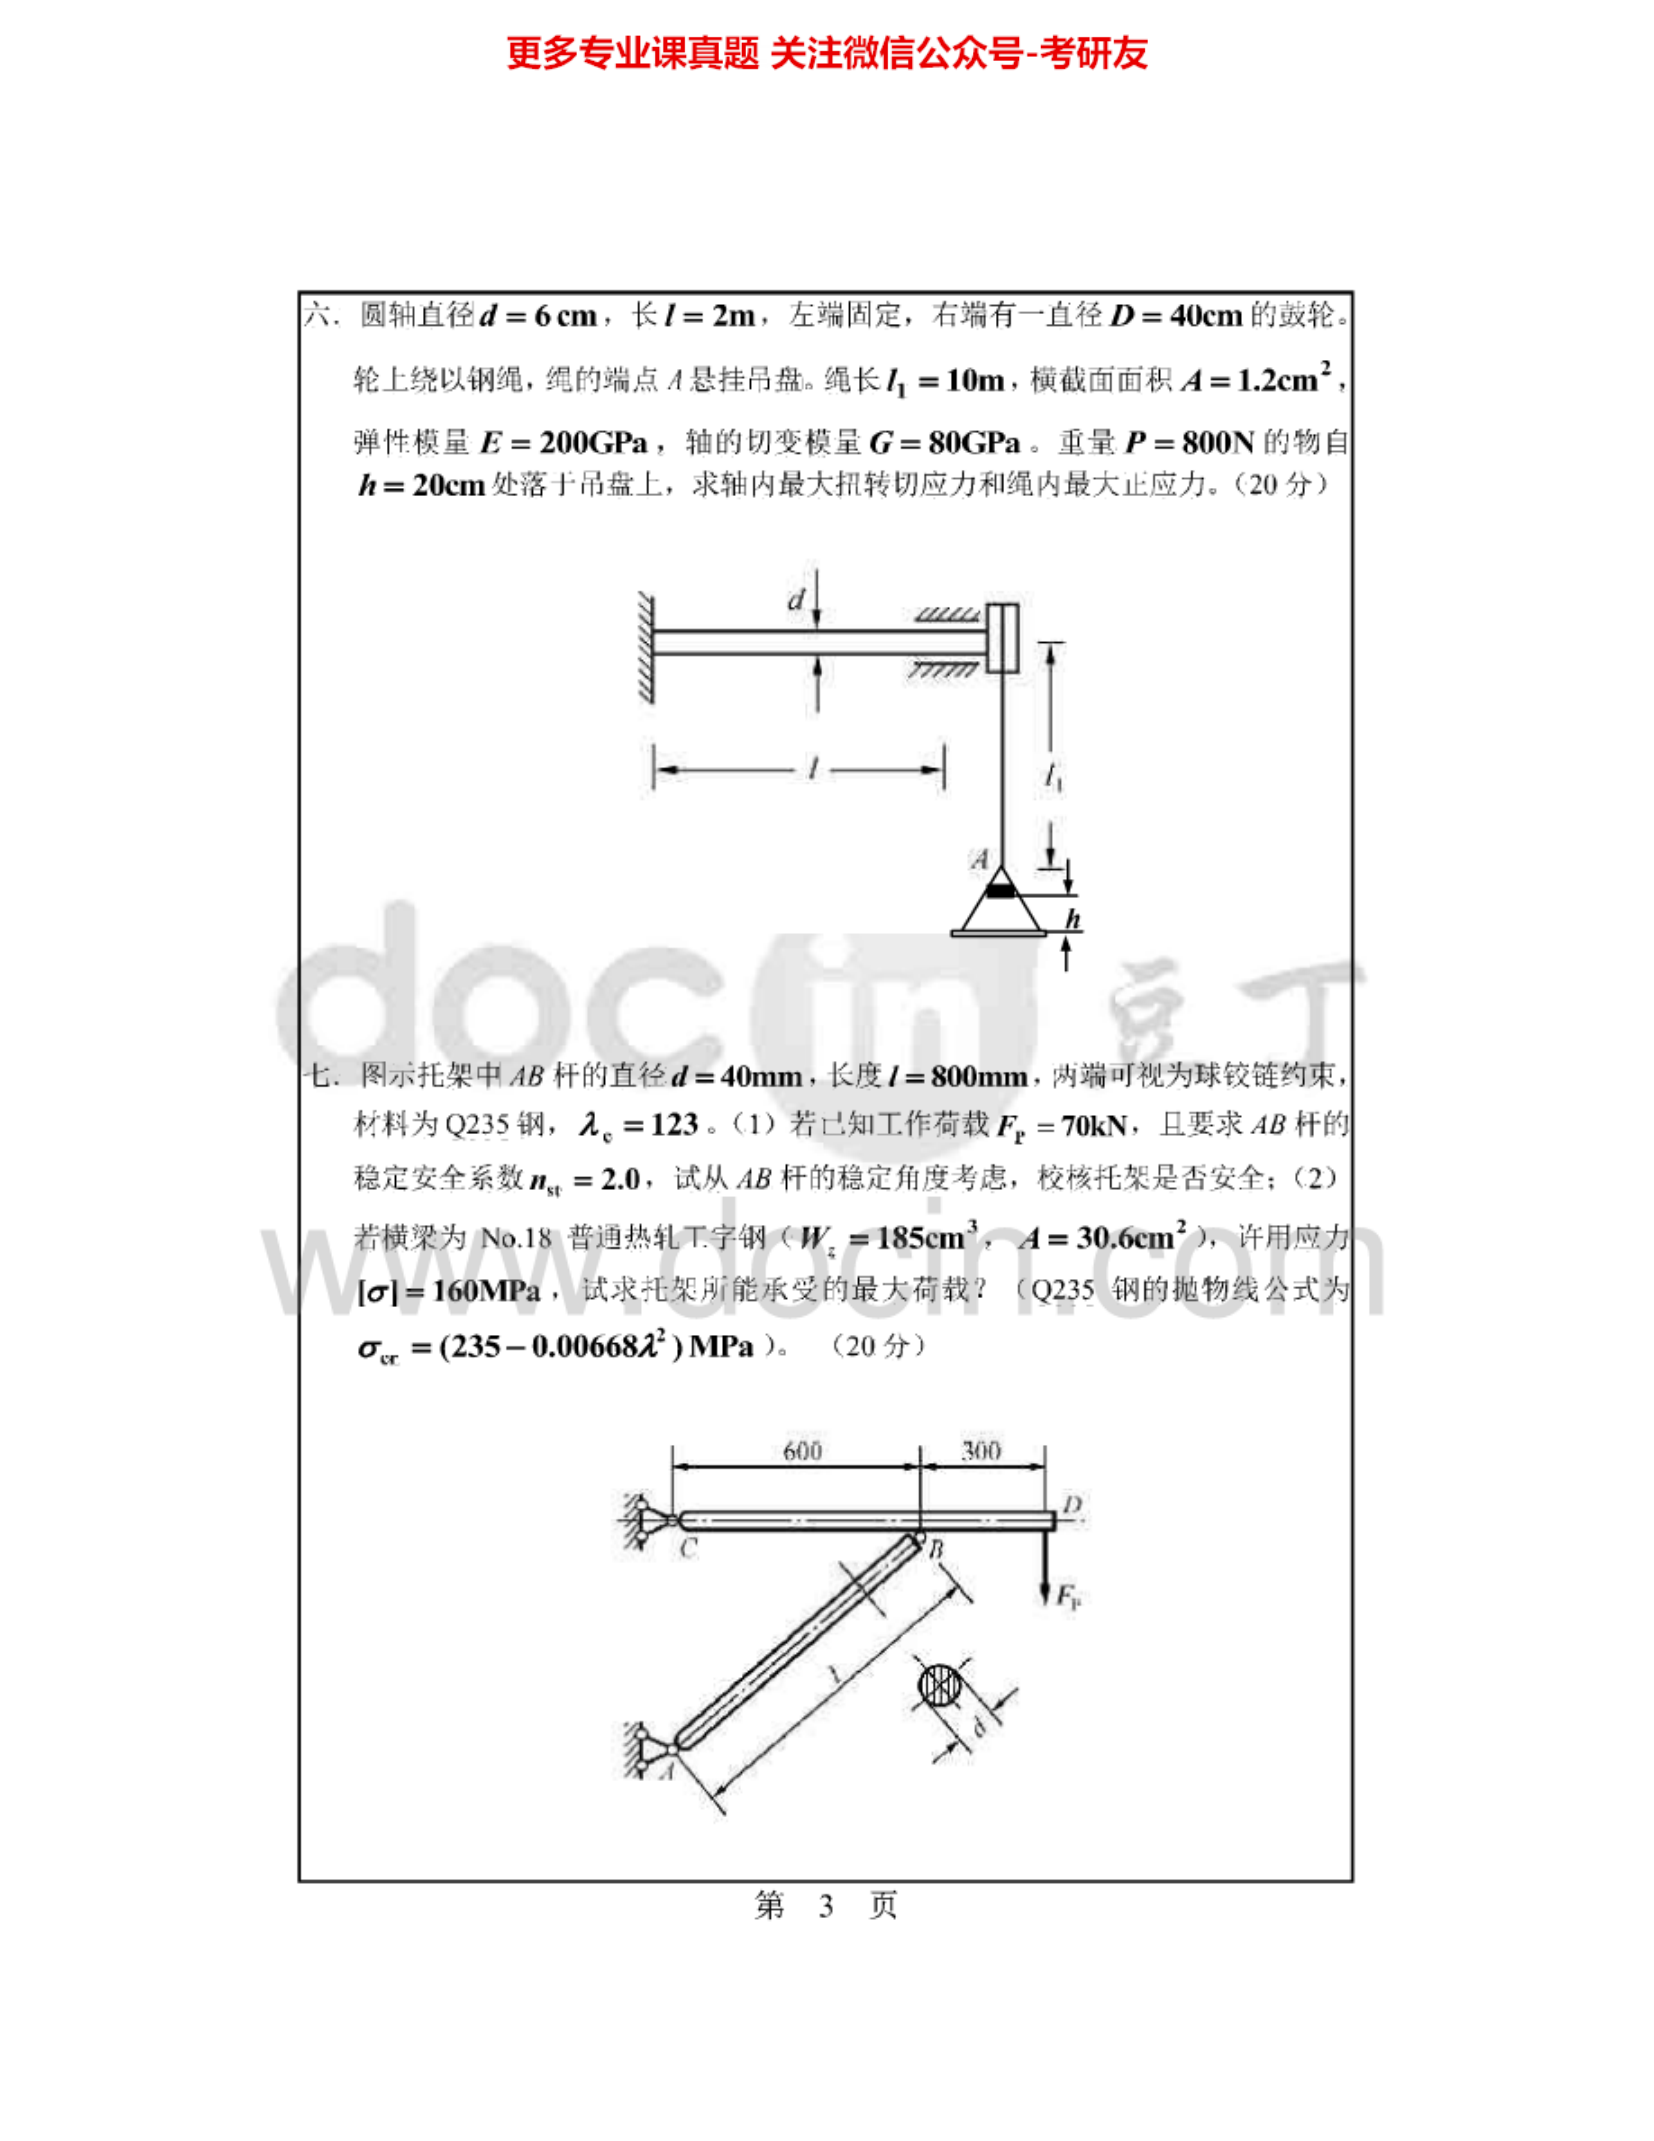 更多专业课真题 关注微信公众号-考研友
六. 圆轴直径 d = 6 cm, 长 l = 2m, 左端固定, 右端有一直径 D = 40cm 的鼓轮。
轮上绕以钢绳, 绳的端点 A 悬挂吊盘。绳长 l₁ = 10m, 横截面面积 A = 1.2cm²,
弹性模量 E = 200GPa, 轴的切变模量 G = 80GPa。重量 P = 800N 的物自
h = 20cm 处落于吊盘上, 求轴内最大扭转切应力和绳内最大正应力。(20 分)
d
l
l₁
A
h
docin 豆丁
七. 图示托架中 AB 杆的直径 d = 40mm, 长度 l = 800mm, 两端可视为球铰链约束,
材料为 Q235 钢, λc = 123。(1) 若已知工作荷载 FP = 70kN, 且要求 AB 杆的
稳定安全系数 nst = 2.0, 试从 AB 杆的稳定角度考虑, 校核托架是否安全; (2)
若横梁为 No.18 普通热轧工字钢 (Wz = 185cm³, A = 30.6cm²), 许用应力
[σ] = 160MPa, 试求托架所能承受的最大荷载? (Q235 钢的抛物线公式为
www.docin.com
σcr = (235 − 0.00668λ²) MPa)。 (20 分)
600 300
D
C
B
FP
l
d
A
第 3 页